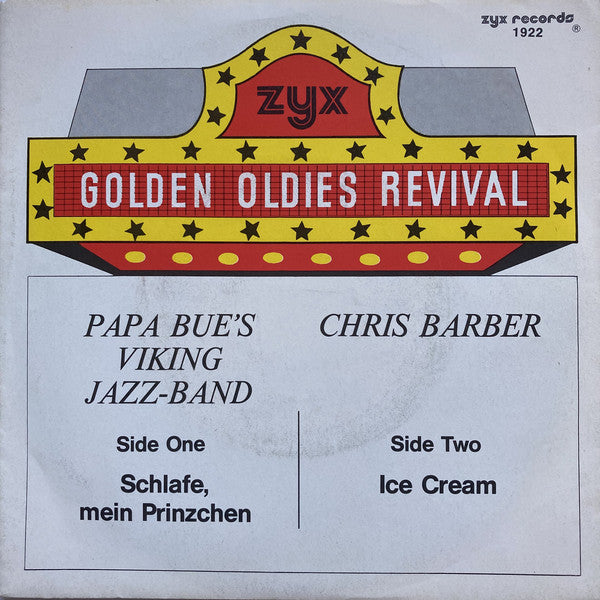 zyx records
1922 ®
zyx
GOLDEN OLDIES REVIVAL
PAPA BUE'S
VIKING
JAZZ-BAND
Side One
Schlafe,
mein Prinzchen
CHRIS BARBER
Side Two
Ice Cream